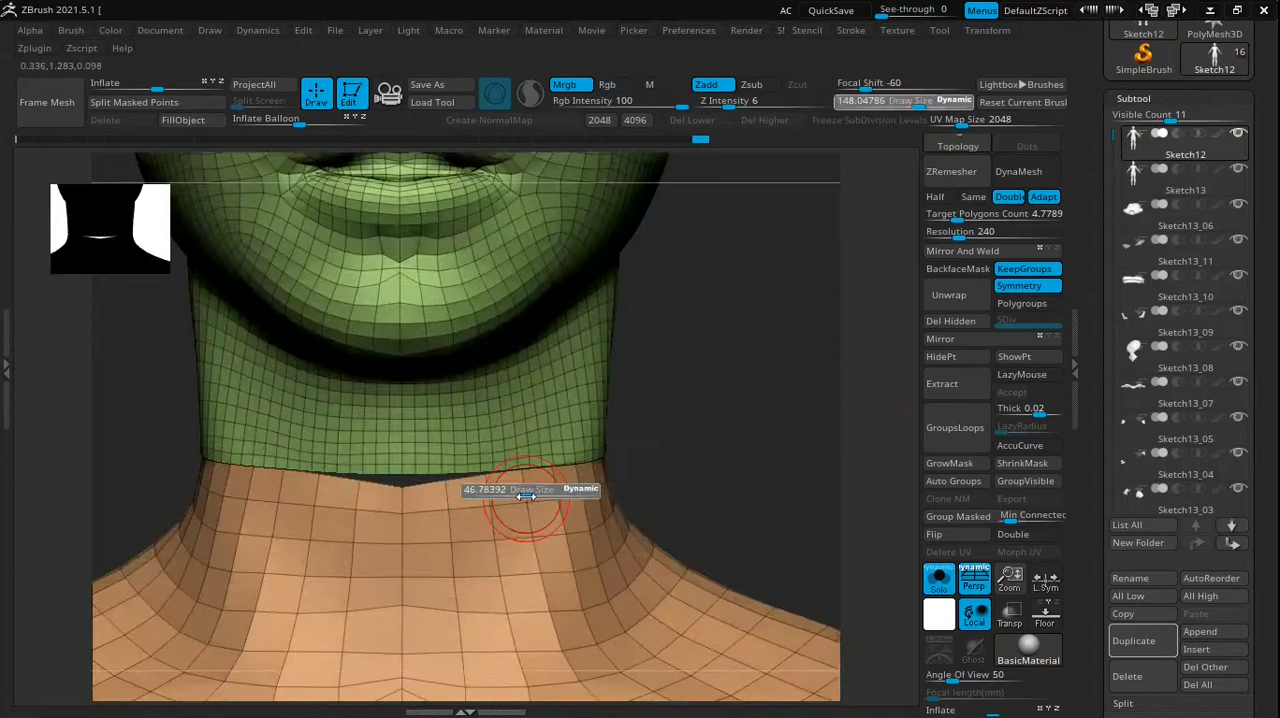 ZBrush 2021.5.1 [
AC QuickSave See-through 0 Menus DefaultZScript
Alpha Brush Color Document Draw Dynamics Edit File Layer Light Macro Marker Material Movie Picker Preferences Render Stencil Stroke Texture Tool Transform
Zplugin Zscript Help
0.336,1.283,0.098
Frame Mesh
Inflate
Split Masked Points
Delete FillObject
ProjectAll
Split Screen
Inflate Balloon
Draw Edit
Save As
Load Tool
Create NormalMap
Mrgb Rgb M
Rgb Intensity 100
2048 4096
Zadd Zsub Zcut
Z Intensity 6
Del Lower Del Higher
Focal Shift -60
148.04786 Draw Size Dynamic
Freeze SubDivision Levels
Lightbox▶Brushes
Reset Current Brush
UV Map Size 2048
46.78392 Draw Size Dynamic
Topology Dots
ZRemesher DynaMesh
Half Same Double Adapt
Target Polygons Count 4.7789
Resolution 240
Mirror And Weld
BackfaceMask KeepGroups
Unwrap Symmetry
Polygroups
Del Hidden SDiv
Mirror
HidePt ShowPt
Extract LazyMouse
Accept
Thick 0.02
GroupsLoops LazyRadius
AccuCurve
GrowMask ShrinkMask
Auto Groups GroupVisible
Clone NM Export
Group Masked Min Connected
Flip Double
Delete UV Morph UV
Dynamic Solo Dynamic Persp Zoom L.Sym
Local Transp Floor
Ghost BasicMaterial
Angle Of View 50
Focal length(mm)
Inflate
Sketch12 PolyMesh3D
SimpleBrush 16 Sketch12
Subtool
Visible Count 11
Sketch12
Sketch13
Sketch13_06
Sketch13_11
Sketch13_10
Sketch13_09
Sketch13_08
Sketch13_07
Sketch13_05
Sketch13_04
Sketch13_03
List All
New Folder
Rename AutoReorder
All Low All High
Copy Paste
Duplicate Append
Insert
Delete Del Other
Del All
Split